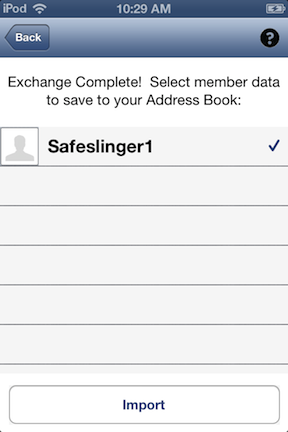 iPod 10:29 AM
Back ?
Exchange Complete!  Select member data
to save to your Address Book:
Safeslinger1
Import